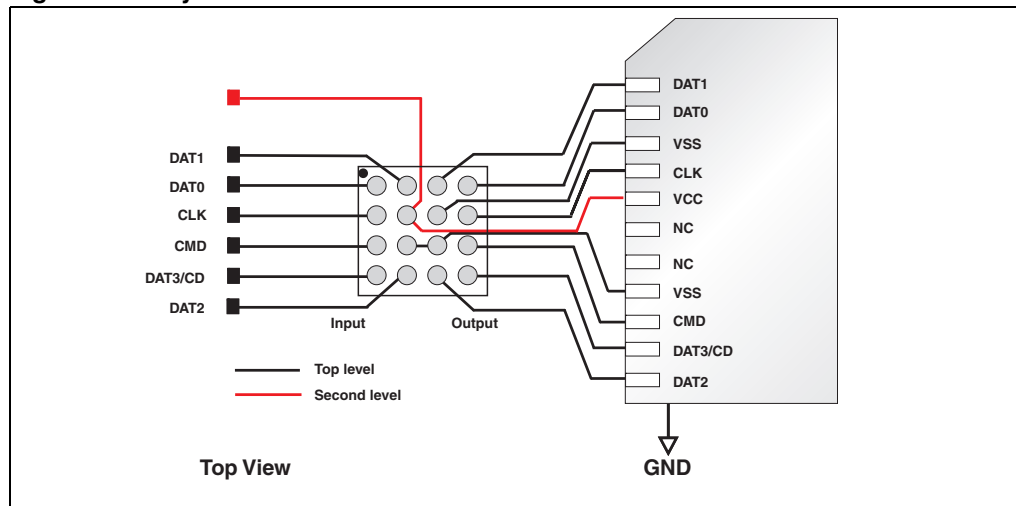 DAT1
DAT0
CLK
CMD
DAT3/CD
DAT2
Input
Output
DAT1
DAT0
VSS
CLK
VCC
NC
NC
VSS
CMD
DAT3/CD
DAT2
Top level
Second level
Top View
GND